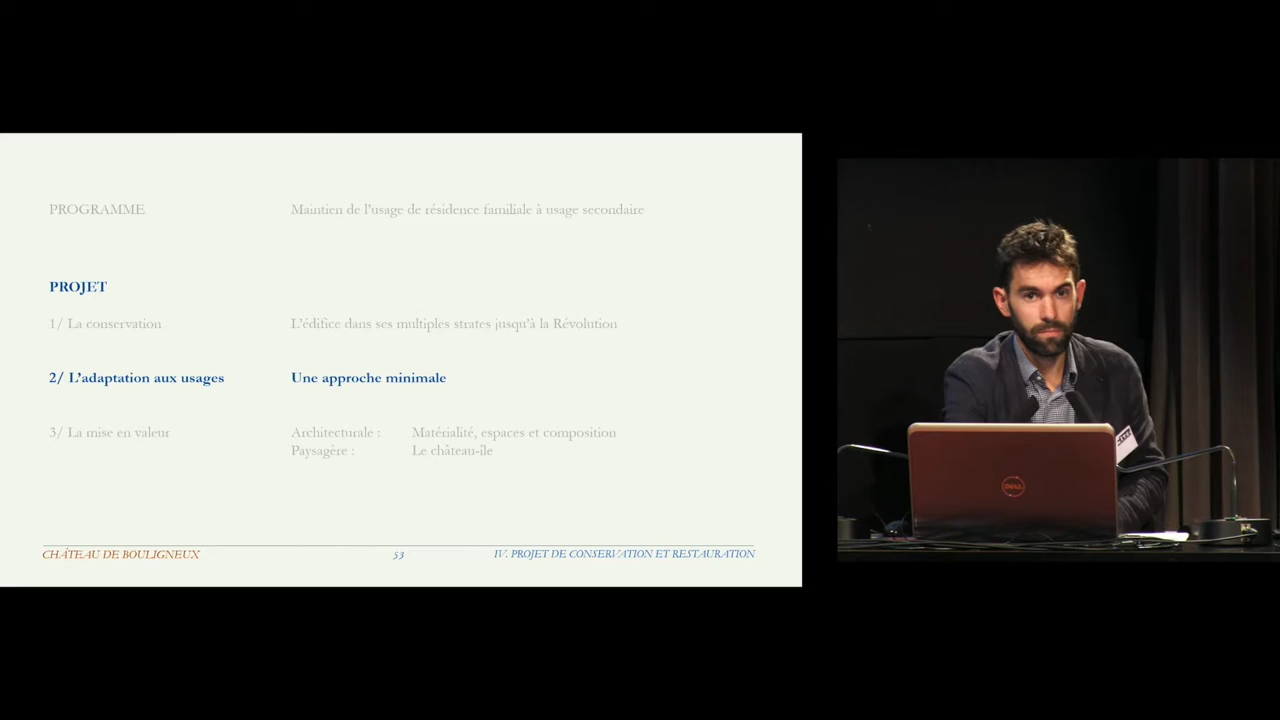 PROGRAMME Maintien de l'usage de résidence familiale à usage secondaire
PROJET
1/ La conservation L'édifice dans ses multiples strates jusqu'à la Révolution
2/ L'adaptation aux usages Une approche minimale
3/ La mise en valeur Architecturale : Matérialité, espaces et composition
Paysagère : Le château-île
CHÂTEAU DE BOULIGNEUX 53 IV. PROJET DE CONSERVATION ET RESTAURATION
DELL